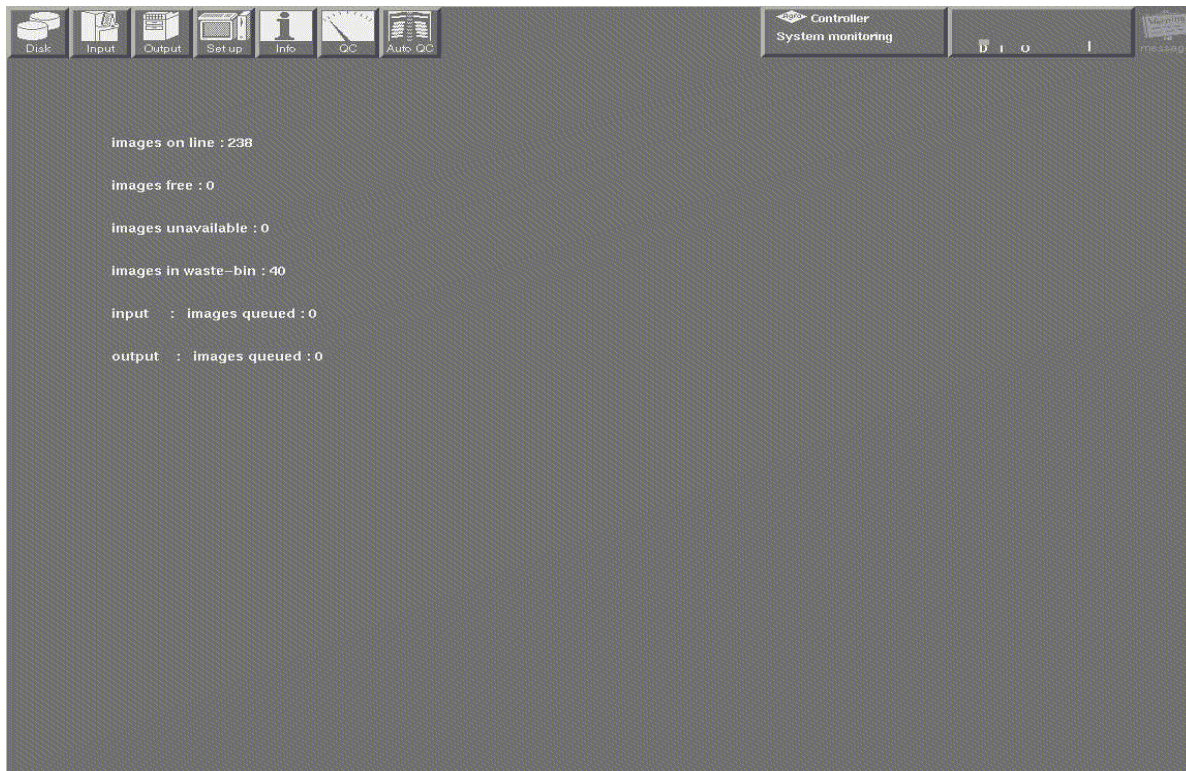 Disk Input Output Set up Info QC Auto QC
Controller
System monitoring
D I O I
images on line : 238
images free : 0
images unavailable : 0
images in waste-bin : 40
input : images queued : 0
output : images queued : 0